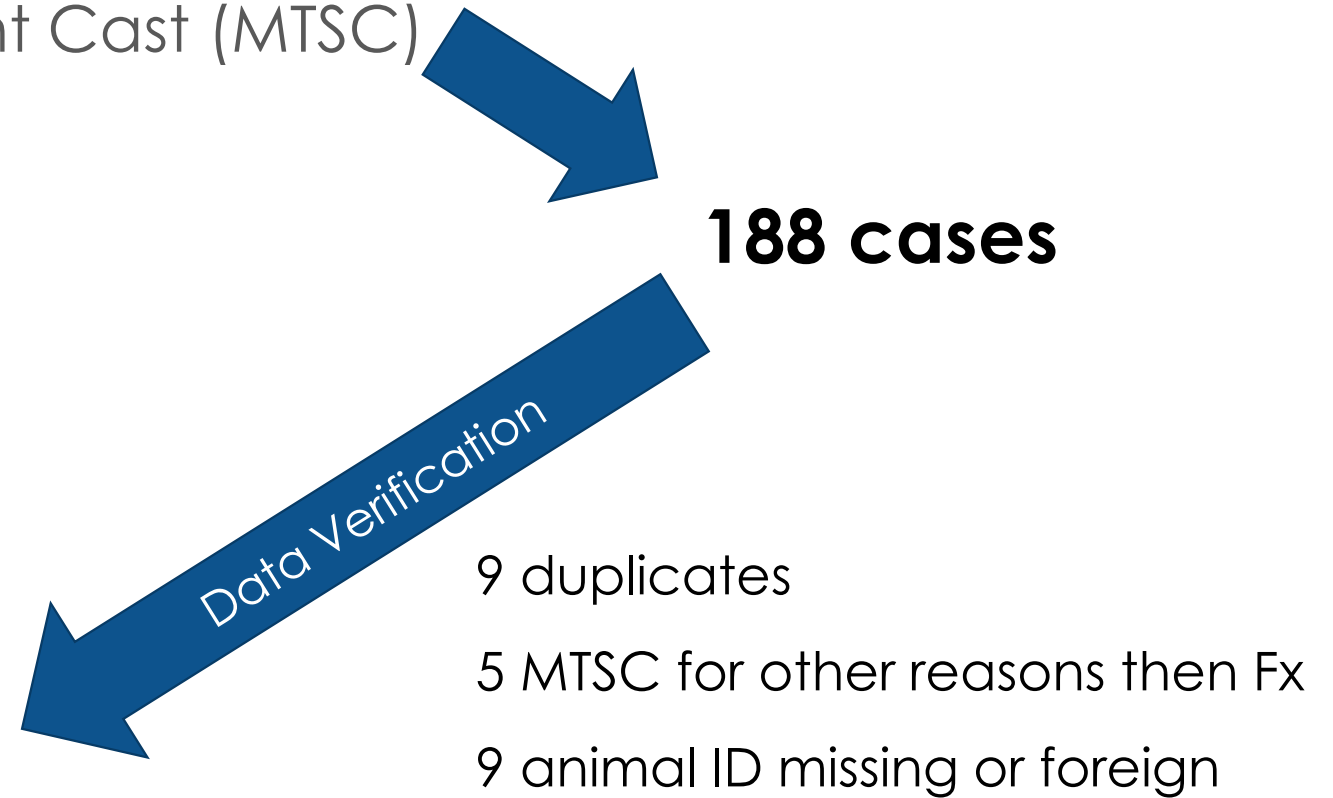 nt Cast (MTSC)
188 cases
Data Verification
9 duplicates
5 MTSC for other reasons then Fx
9 animal ID missing or foreign